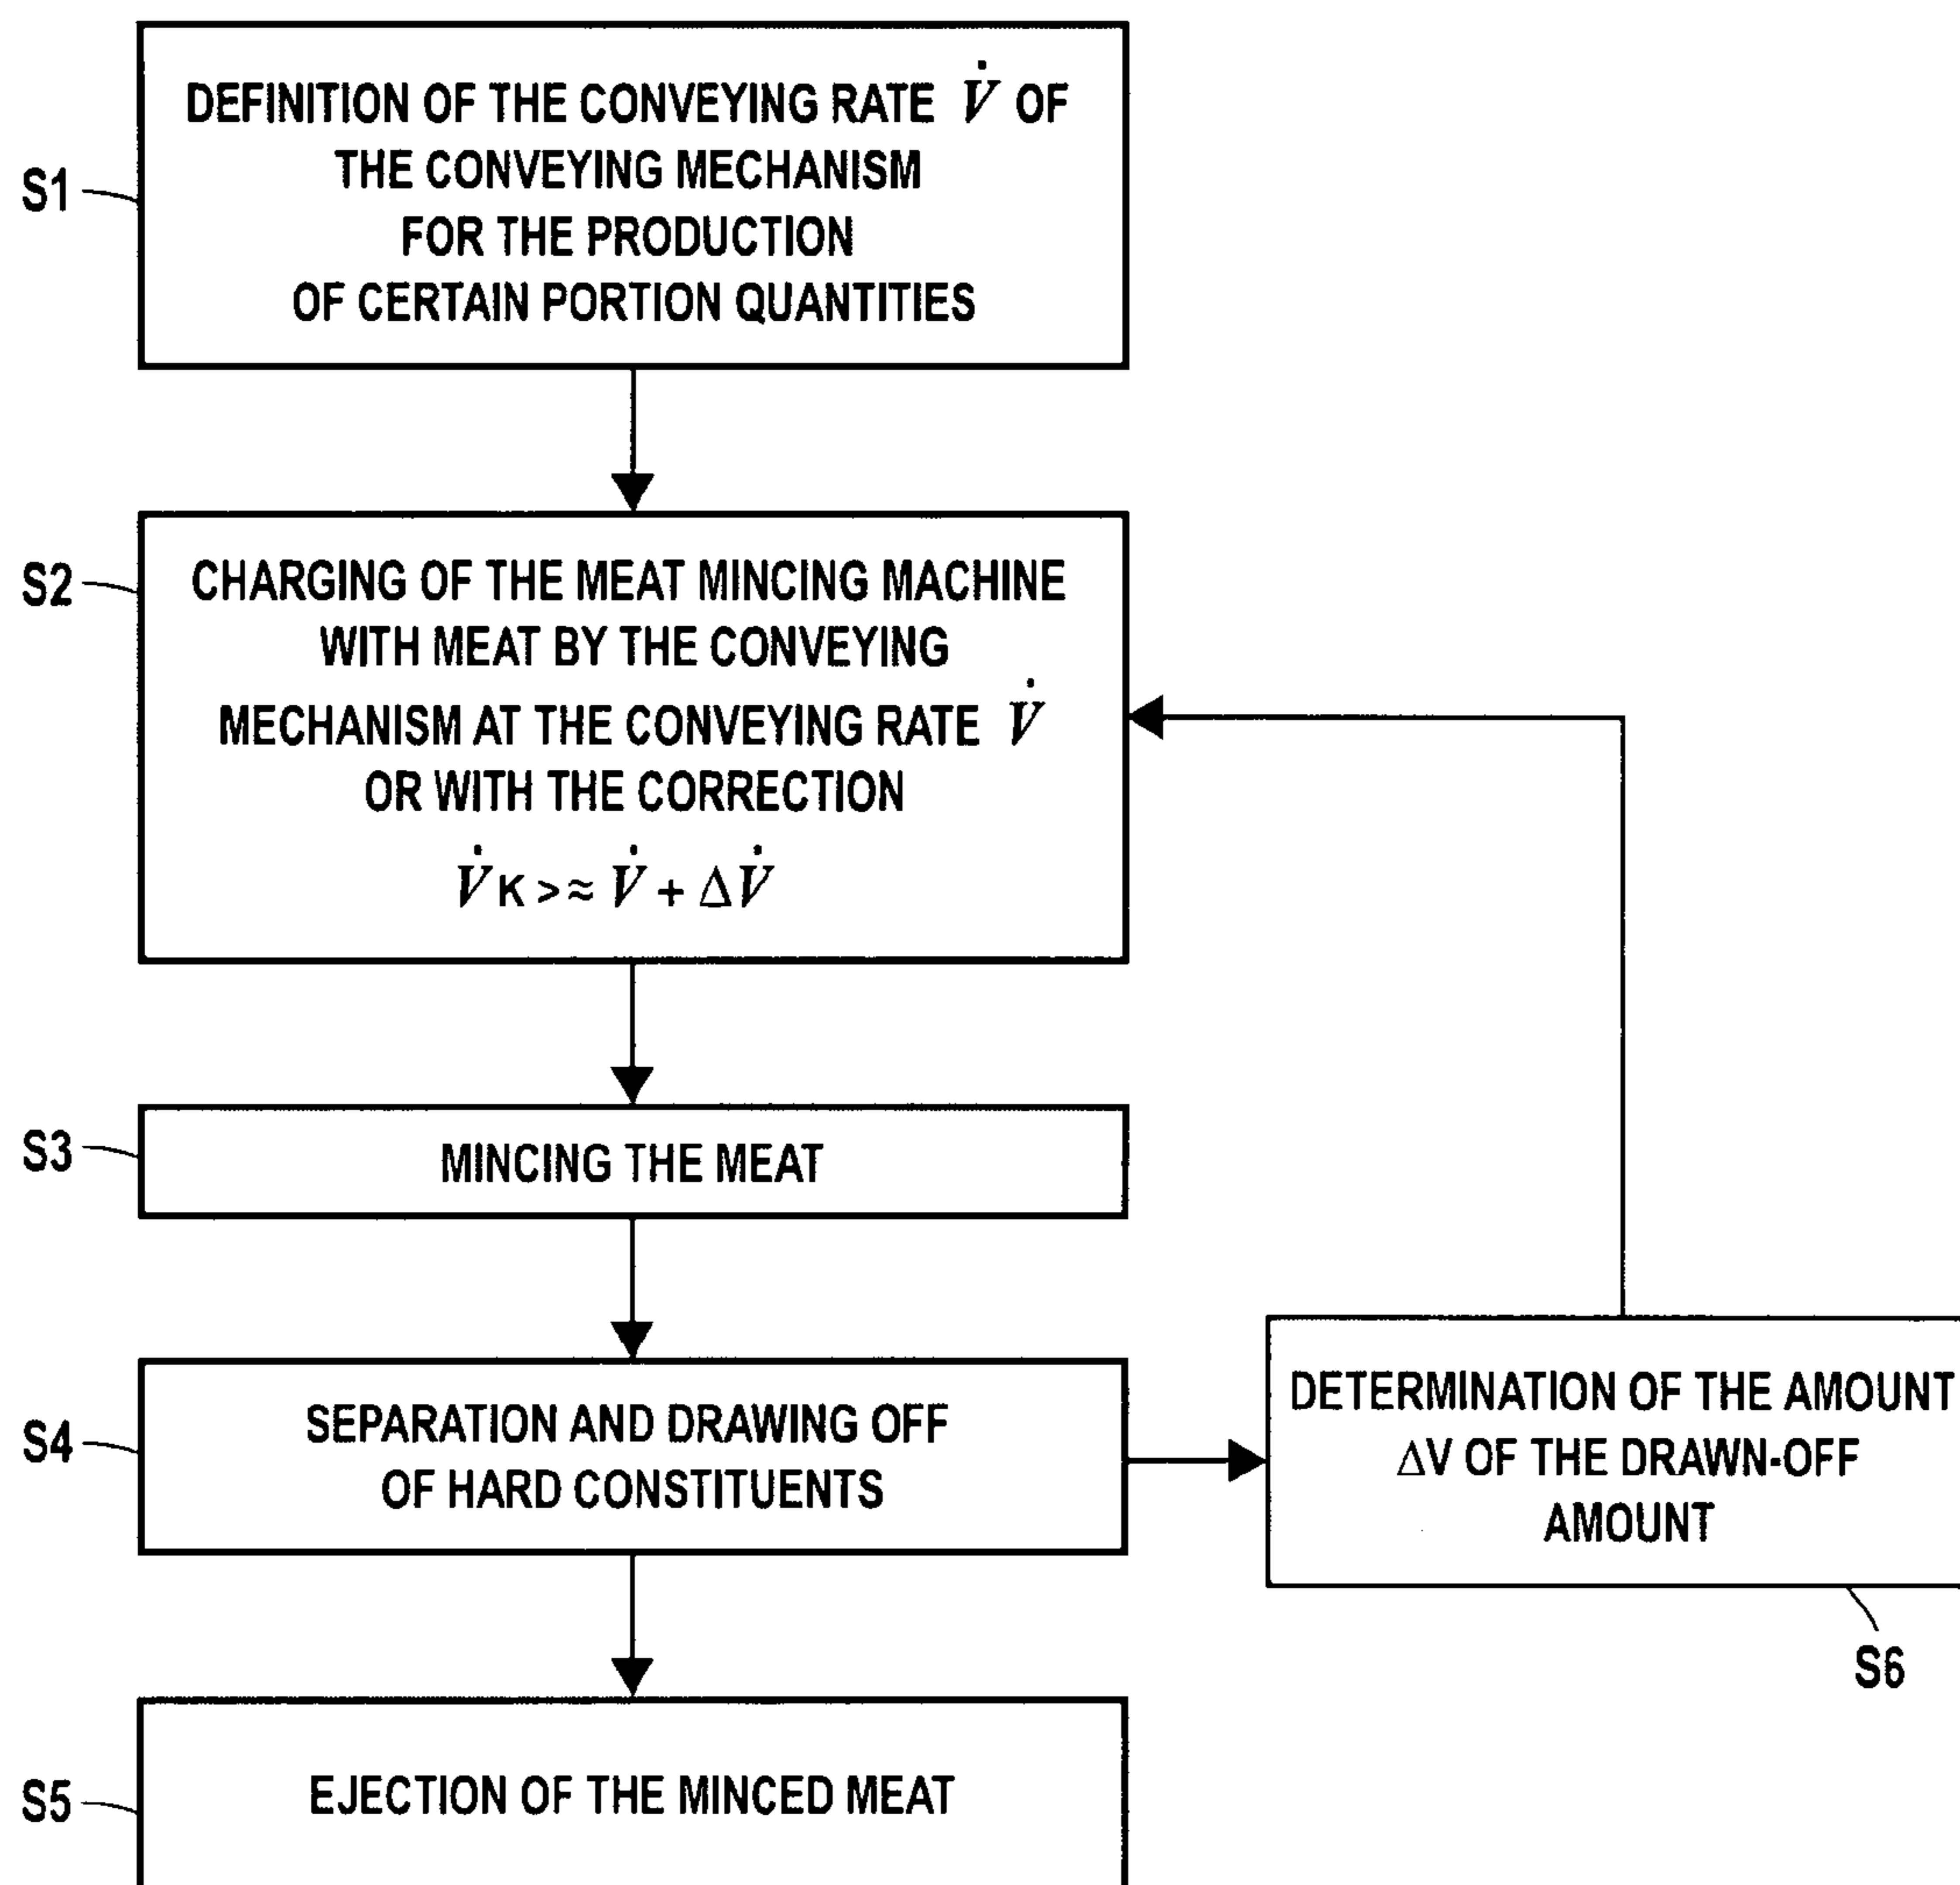 S1
DEFINITION OF THE CONVEYING RATE V̇ OF
THE CONVEYING MECHANISM
FOR THE PRODUCTION
OF CERTAIN PORTION QUANTITIES
S2
CHARGING OF THE MEAT MINCING MACHINE
WITH MEAT BY THE CONVEYING
MECHANISM AT THE CONVEYING RATE V̇
OR WITH THE CORRECTION
V̇K >≈ V̇ + ΔV̇
S3
MINCING THE MEAT
S4
SEPARATION AND DRAWING OFF
OF HARD CONSTITUENTS
DETERMINATION OF THE AMOUNT
ΔV OF THE DRAWN-OFF
AMOUNT
S6
S5
EJECTION OF THE MINCED MEAT